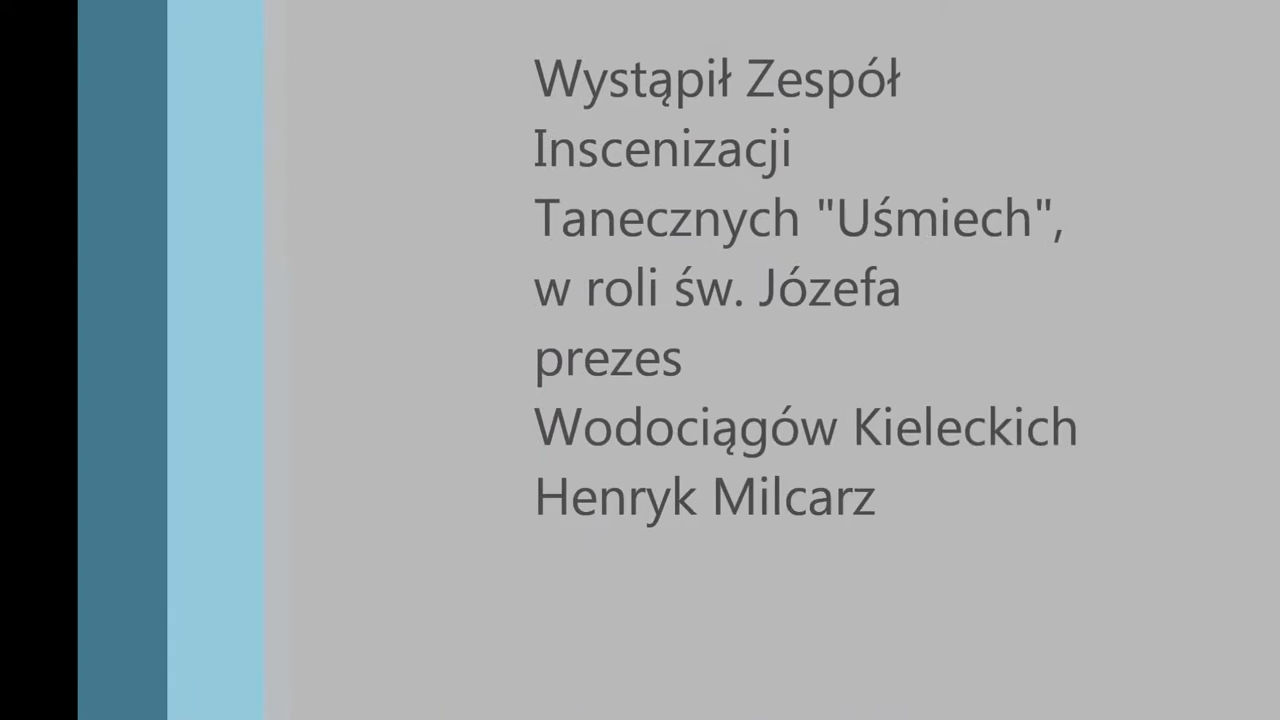 Wystąpił Zespół
Inscenizacji
Tanecznych "Uśmiech",
w roli św. Józefa
prezes
Wodociągów Kieleckich
Henryk Milcarz